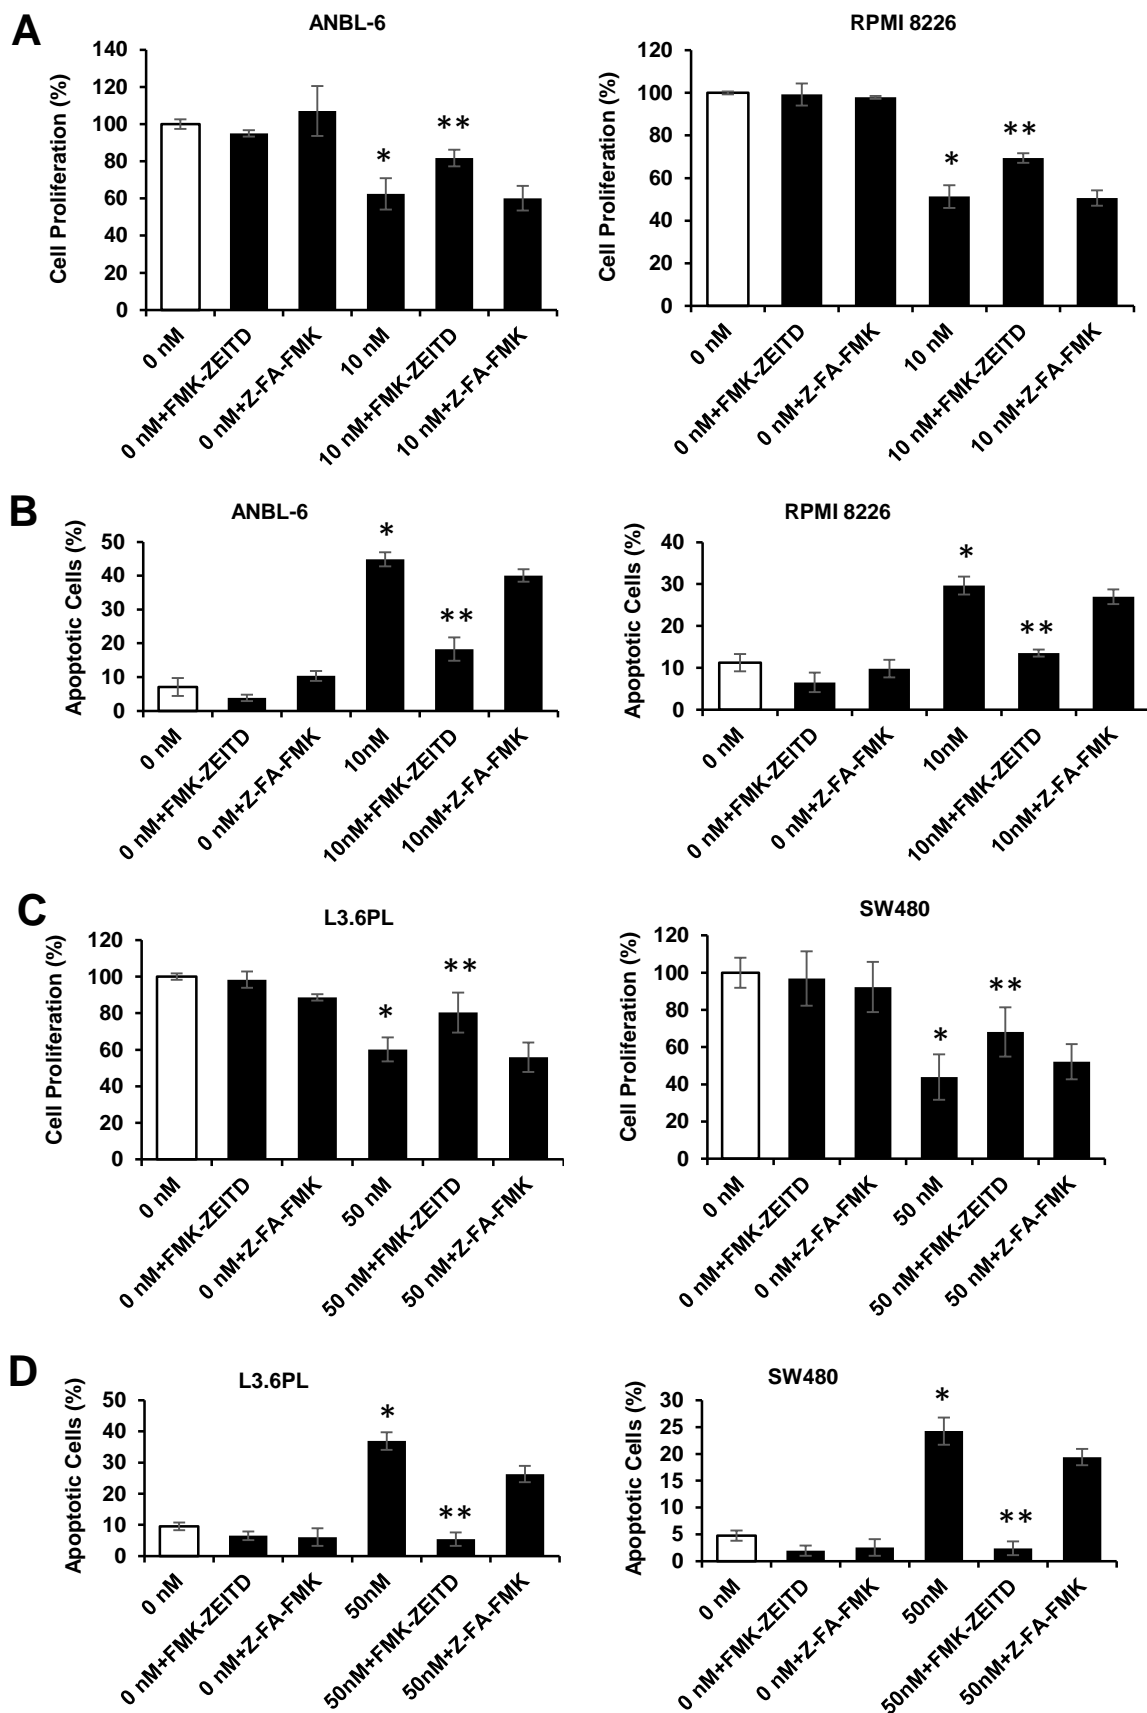 A
ANBL-6
Cell Proliferation (%)
140
120
100
80
60
40
20
0
*
**
0 nM
0 nM+FMK-ZEITD
0 nM+Z-FA-FMK
10 nM
10 nM+FMK-ZEITD
10 nM+Z-FA-FMK
RPMI 8226
Cell Proliferation (%)
120
100
80
60
40
20
0
*
**
0 nM
0 nM+FMK-ZEITD
0 nM+Z-FA-FMK
10 nM
10 nM+FMK-ZEITD
10 nM+Z-FA-FMK
B
ANBL-6
Apoptotic Cells (%)
50
40
30
20
10
0
*
**
0 nM
0 nM+FMK-ZEITD
0 nM+Z-FA-FMK
10nM
10nM+FMK-ZEITD
10nM+Z-FA-FMK
RPMI 8226
Apoptotic Cells (%)
40
30
20
10
0
*
**
0 nM
0 nM+FMK-ZEITD
0 nM+Z-FA-FMK
10nM
10nM+FMK-ZEITD
10nM+Z-FA-FMK
C
L3.6PL
Cell Proliferation (%)
120
100
80
60
40
20
0
*
**
0 nM
0 nM+FMK-ZEITD
0 nM+Z-FA-FMK
50 nM
50 nM+FMK-ZEITD
50 nM+Z-FA-FMK
SW480
Cell Proliferation (%)
120
100
80
60
40
20
0
*
**
0 nM
0 nM+FMK-ZEITD
0 nM+Z-FA-FMK
50 nM
50 nM+FMK-ZEITD
50 nM+Z-FA-FMK
D
L3.6PL
Apoptotic Cells (%)
50
40
30
20
10
0
*
**
0 nM
0 nM+FMK-ZEITD
0 nM+Z-FA-FMK
50nM
50nM+FMK-ZEITD
50nM+Z-FA-FMK
SW480
Apoptotic Cells (%)
30
25
20
15
10
5
0
*
**
0 nM
0 nM+FMK-ZEITD
0 nM+Z-FA-FMK
50nM
50nM+FMK-ZEITD
50nM+Z-FA-FMK